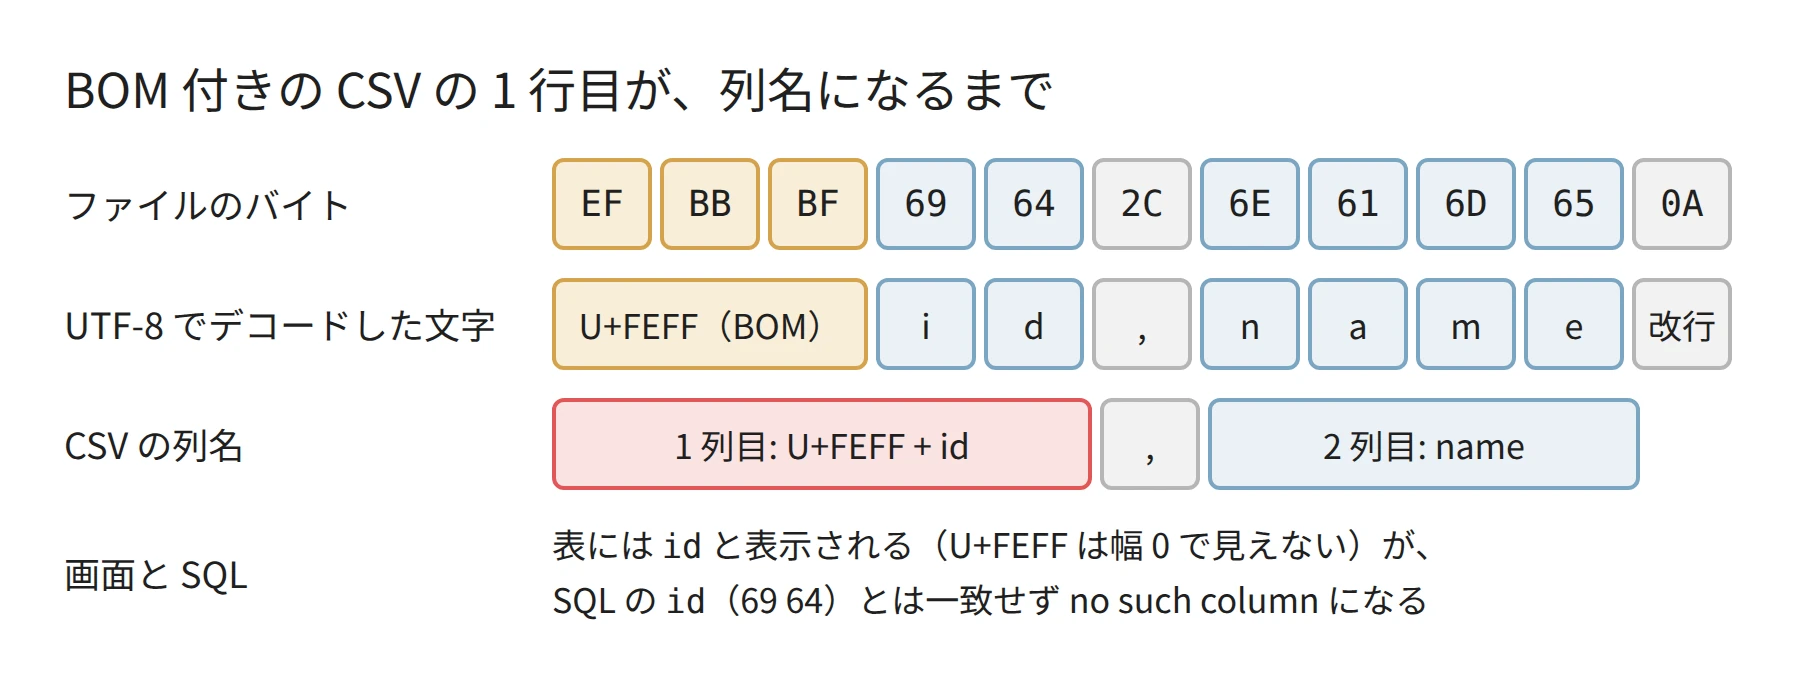 BOM 付きの CSV の 1 行目が、列名になるまで
ファイルのバイト EF BB BF 69 64 2C 6E 61 6D 65 0A
UTF-8 でデコードした文字 U+FEFF（BOM） i d , n a m e 改行
CSV の列名 1 列目: U+FEFF + id , 2 列目: name
画面と SQL
表には id と表示される（U+FEFF は幅 0 で見えない）が、
SQL の id（69 64）とは一致せず no such column になる